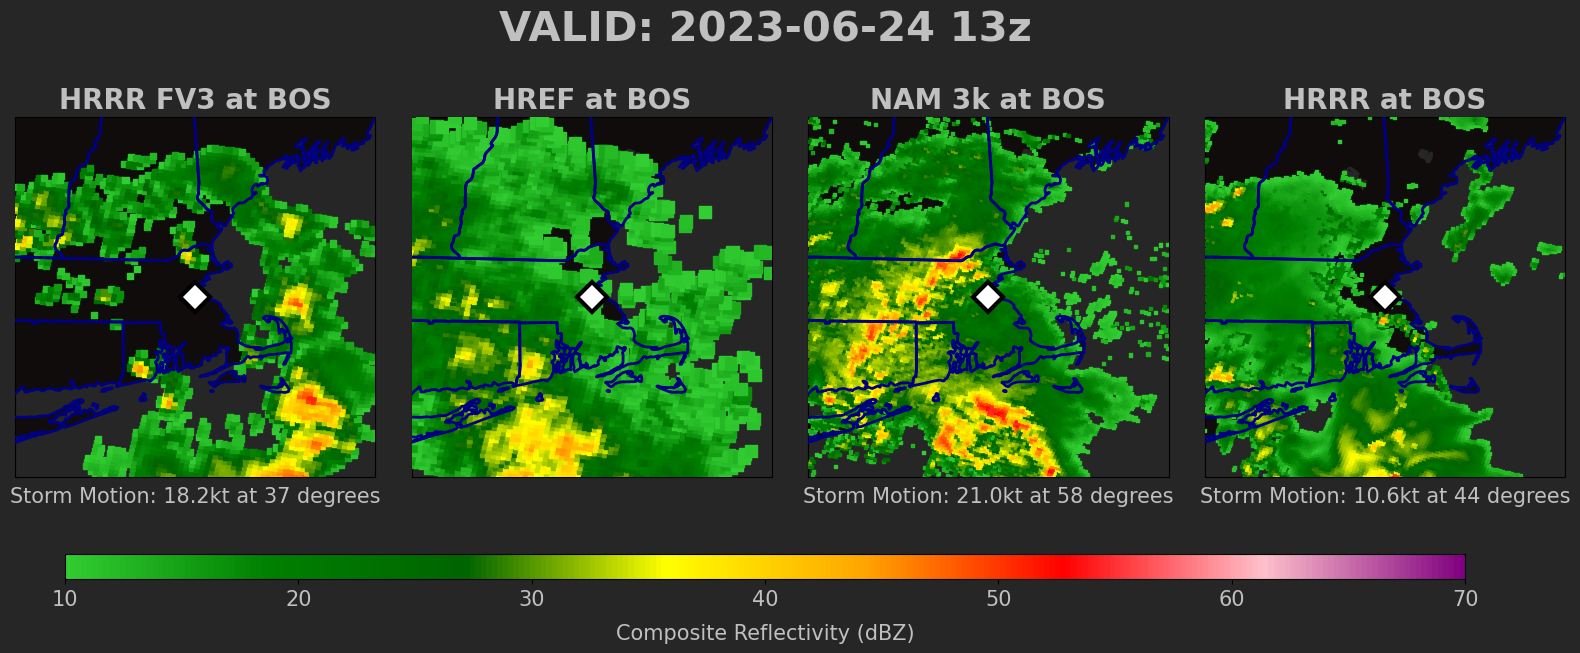 VALID: 2023-06-24 13z
HRRR FV3 at BOS
HREF at BOS
NAM 3k at BOS
HRRR at BOS
Storm Motion: 18.2kt at 37 degrees
Storm Motion: 21.0kt at 58 degrees
Storm Motion: 10.6kt at 44 degrees
10 20 30 40 50 60 70
Composite Reflectivity (dBZ)